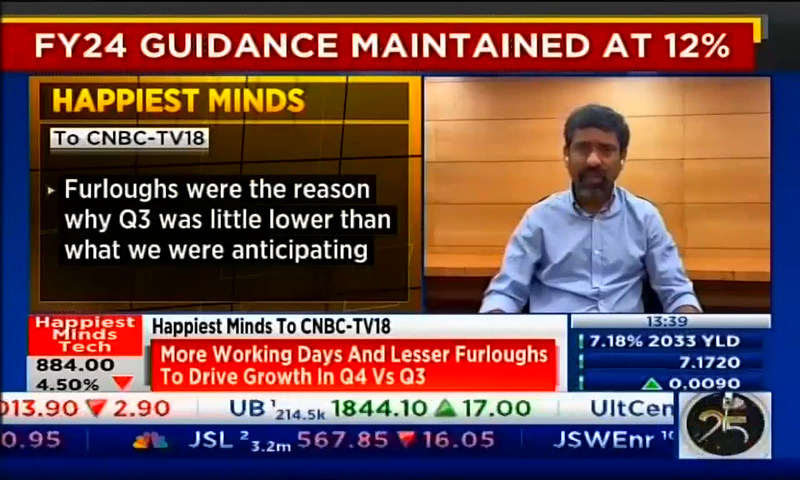 FY24 GUIDANCE MAINTAINED AT 12%
HAPPIEST MINDS
To CNBC-TV18
Furloughs were the reason
why Q3 was little lower than
what we were anticipating
Happiest
Minds
Tech
884.00
4.50%
Happiest Minds To CNBC-TV18
More Working Days And Lesser Furloughs
To Drive Growth In Q4 Vs Q3
13:39
7.18% 2033 YLD
7.1720
0.0090
013.90 2.90 UB 1 214.5k 1844.10 17.00 UltCen
0.95 JSL 2 3.2m 567.85 16.05 JSWEnr 10
25